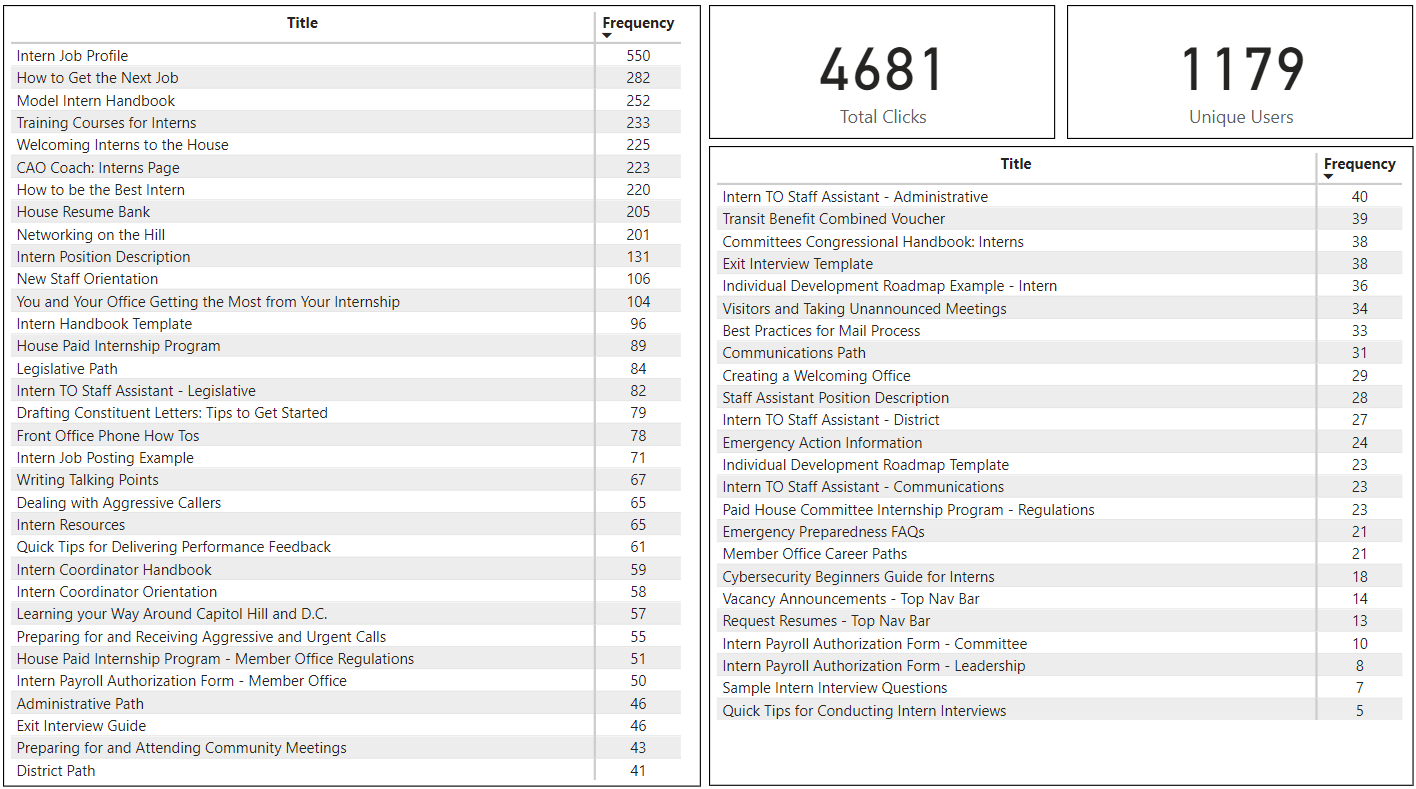 Title Frequency
Intern Job Profile 550
How to Get the Next Job 282
Model Intern Handbook 252
Training Courses for Interns 233
Welcoming Interns to the House 225
CAO Coach: Interns Page 223
How to be the Best Intern 220
House Resume Bank 205
Networking on the Hill 201
Intern Position Description 131
New Staff Orientation 106
You and Your Office Getting the Most from Your Internship 104
Intern Handbook Template 96
House Paid Internship Program 89
Legislative Path 84
Intern TO Staff Assistant - Legislative 82
Drafting Constituent Letters: Tips to Get Started 79
Front Office Phone How Tos 78
Intern Job Posting Example 71
Writing Talking Points 67
Dealing with Aggressive Callers 65
Intern Resources 65
Quick Tips for Delivering Performance Feedback 61
Intern Coordinator Handbook 59
Intern Coordinator Orientation 58
Learning your Way Around Capitol Hill and D.C. 57
Preparing for and Receiving Aggressive and Urgent Calls 55
House Paid Internship Program - Member Office Regulations 51
Intern Payroll Authorization Form - Member Office 50
Administrative Path 46
Exit Interview Guide 46
Preparing for and Attending Community Meetings 43
District Path 41
4681
Total Clicks
1179
Unique Users
Title Frequency
Intern TO Staff Assistant - Administrative 40
Transit Benefit Combined Voucher 39
Committees Congressional Handbook: Interns 38
Exit Interview Template 38
Individual Development Roadmap Example - Intern 36
Visitors and Taking Unannounced Meetings 34
Best Practices for Mail Process 33
Communications Path 31
Creating a Welcoming Office 29
Staff Assistant Position Description 28
Intern TO Staff Assistant - District 27
Emergency Action Information 24
Individual Development Roadmap Template 23
Intern TO Staff Assistant - Communications 23
Paid House Committee Internship Program - Regulations 23
Emergency Preparedness FAQs 21
Member Office Career Paths 21
Cybersecurity Beginners Guide for Interns 18
Vacancy Announcements - Top Nav Bar 14
Request Resumes - Top Nav Bar 13
Intern Payroll Authorization Form - Committee 10
Intern Payroll Authorization Form - Leadership 8
Sample Intern Interview Questions 7
Quick Tips for Conducting Intern Interviews 5